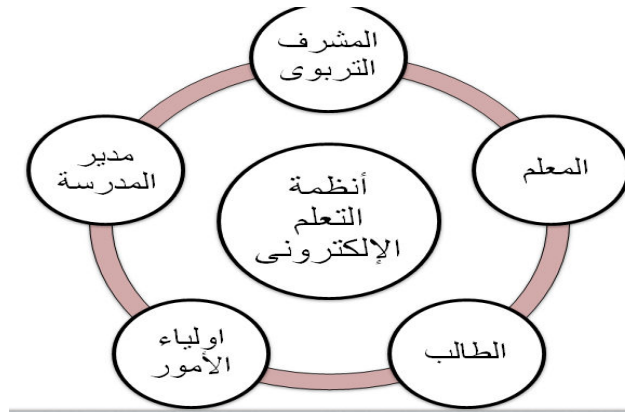 المشرف
التربوى
مدير
المدرسة
المعلم
أنظمة
التعلم
الإلكترونى
اولياء
الأمور
الطالب